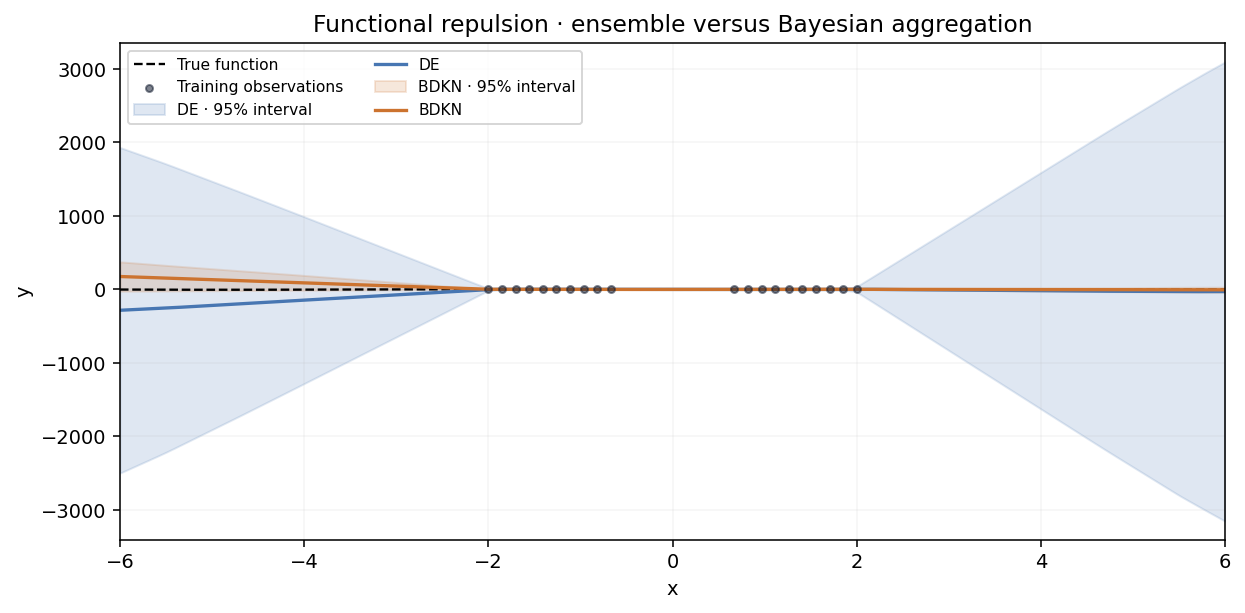 Functional repulsion · ensemble versus Bayesian aggregation
True function
Training observations
DE · 95% interval
DE
BDKN · 95% interval
BDKN
3000
2000
1000
0
−1000
−2000
−3000
y
−6
−4
−2
0
2
4
6
x